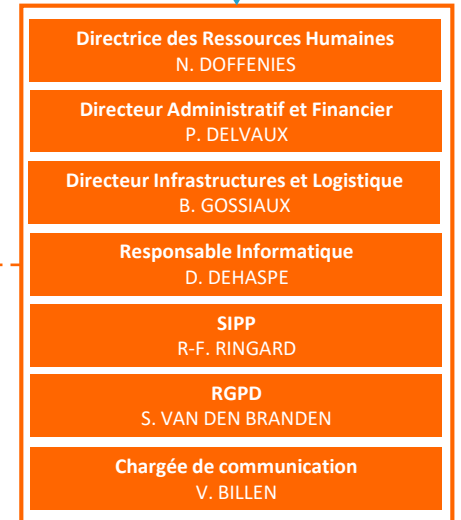 Directrice des Ressources Humaines
N. DOFFENIES
Directeur Administratif et Financier
P. DELVAUX
Directeur Infrastructures et Logistique
B. GOSSIAUX
Responsable Informatique
D. DEHASPE
SIPP
R-F. RINGARD
RGPD
S. VAN DEN BRANDEN
Chargée de communication
V. BILLEN